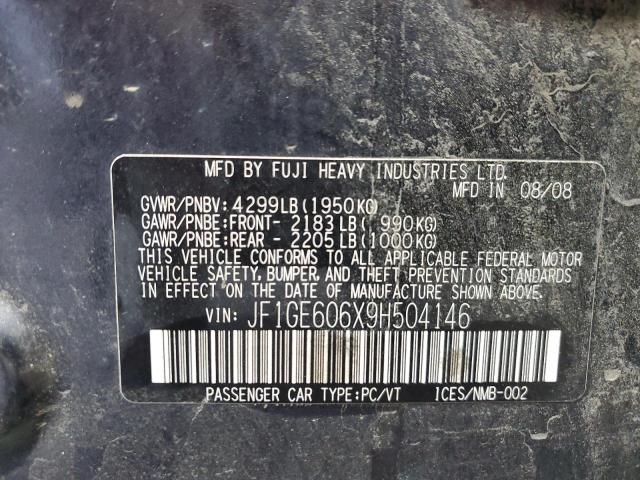 MFD BY FUJI HEAVY INDUSTRIES LTD.
MFD IN 08/08
GVWR/PNBV: 4299LB (1950KG)
GAWR/PNBE:FRONT- 2183 LB ( 990KG)
GAWR/PNBE:REAR - 2205 LB (1000KG)
THIS VEHICLE CONFORMS TO ALL APPLICABLE FEDERAL MOTOR
VEHICLE SAFETY, BUMPER, AND THEFT PREVENTION STANDARDS
IN EFFECT ON THE DATE OF MANUFACTURE SHOWN ABOVE.
VIN: JF1GE606X9H504146
PASSENGER CAR TYPE:PC/VT ICES/NMB-002